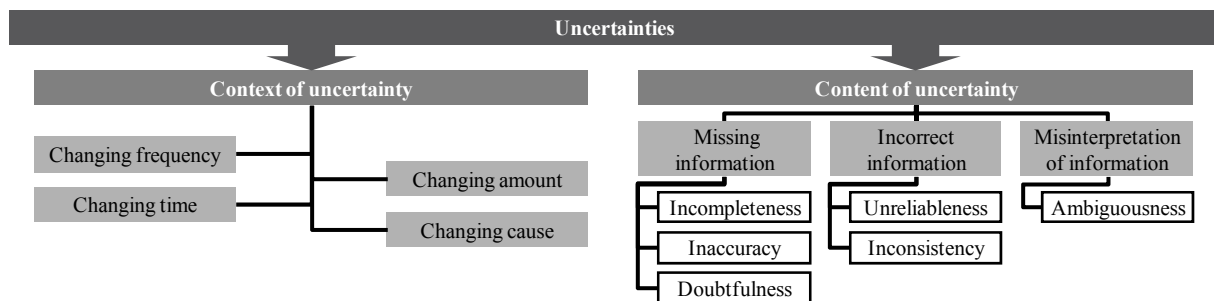 Uncertainties
Context of uncertainty
Changing frequency
Changing time
Changing amount
Changing cause
Content of uncertainty
Missing
information
Incompleteness
Inaccuracy
Doubtfulness
Incorrect
information
Unreliableness
Inconsistency
Misinterpretation
of information
Ambiguousness